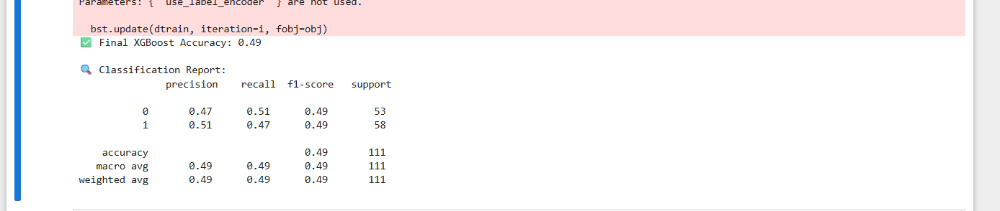 Parameters: { "use_label_encoder" } are not used.
bst.update(dtrain, iteration=i, fobj=obj)
✅ Final XGBoost Accuracy: 0.49
🔍 Classification Report:
precision recall f1-score support
0 0.47 0.51 0.49 53
1 0.51 0.47 0.49 58
accuracy 0.49 111
macro avg 0.49 0.49 0.49 111
weighted avg 0.49 0.49 0.49 111